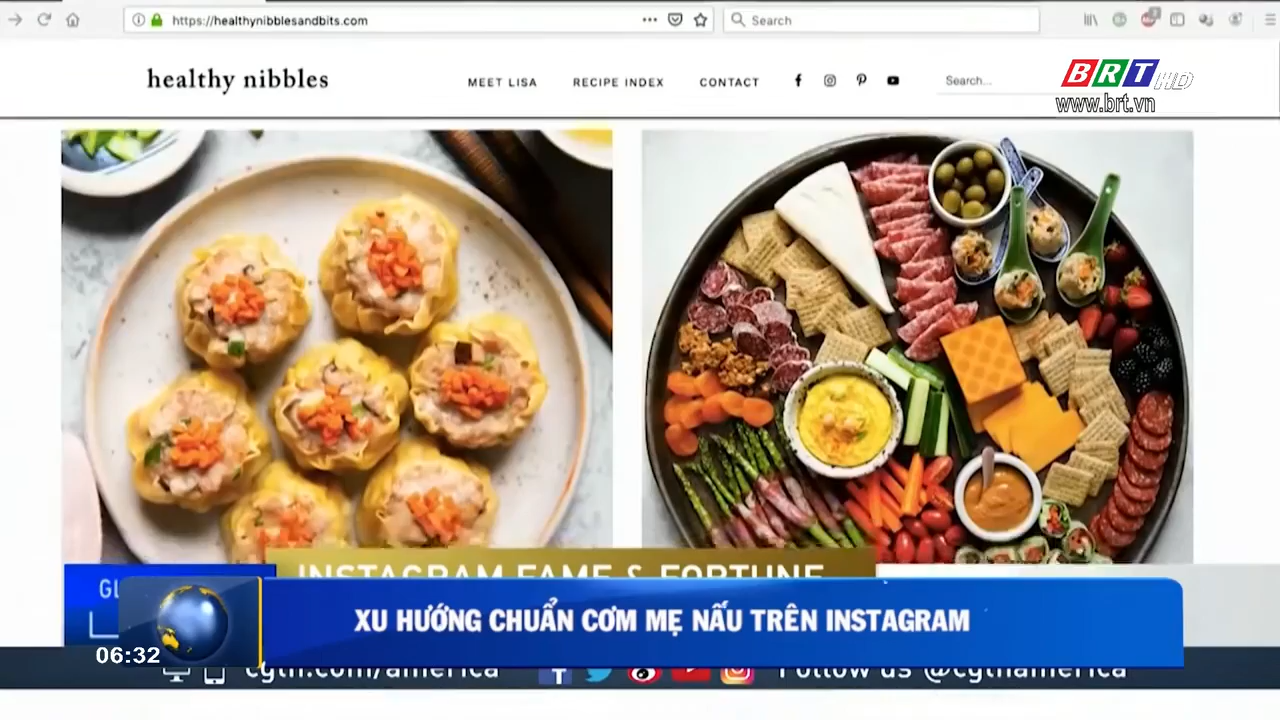 https://healthynibblesandbits.com
Search
healthy nibbles
MEET LISA
RECIPE INDEX
CONTACT
Search...
BRT HD
www.brt.vn
INSTAGRAM FAME & FORTUNE
XU HƯỚNG CHUẨN CƠM MẸ NẤU TRÊN INSTAGRAM
06:32
cgtn.com/america
Follow us @cgtnamerica